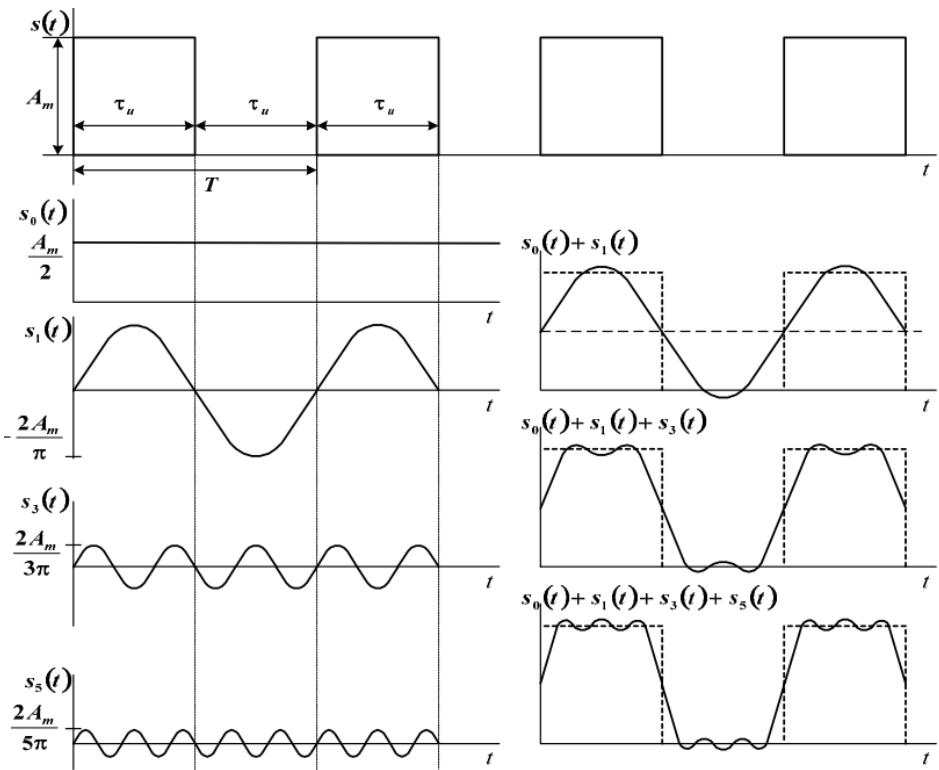 s(t)
A_m
τ_u τ_u τ_u
T
t
s_0(t)
A_m/2
t
s_1(t)
-2A_m/π
t
s_3(t)
2A_m/3π
t
s_5(t)
2A_m/5π
t
s_0(t)+ s_1(t)
t
s_0(t)+ s_1(t)+ s_3(t)
t
s_0(t)+ s_1(t)+ s_3(t)+ s_5(t)
t